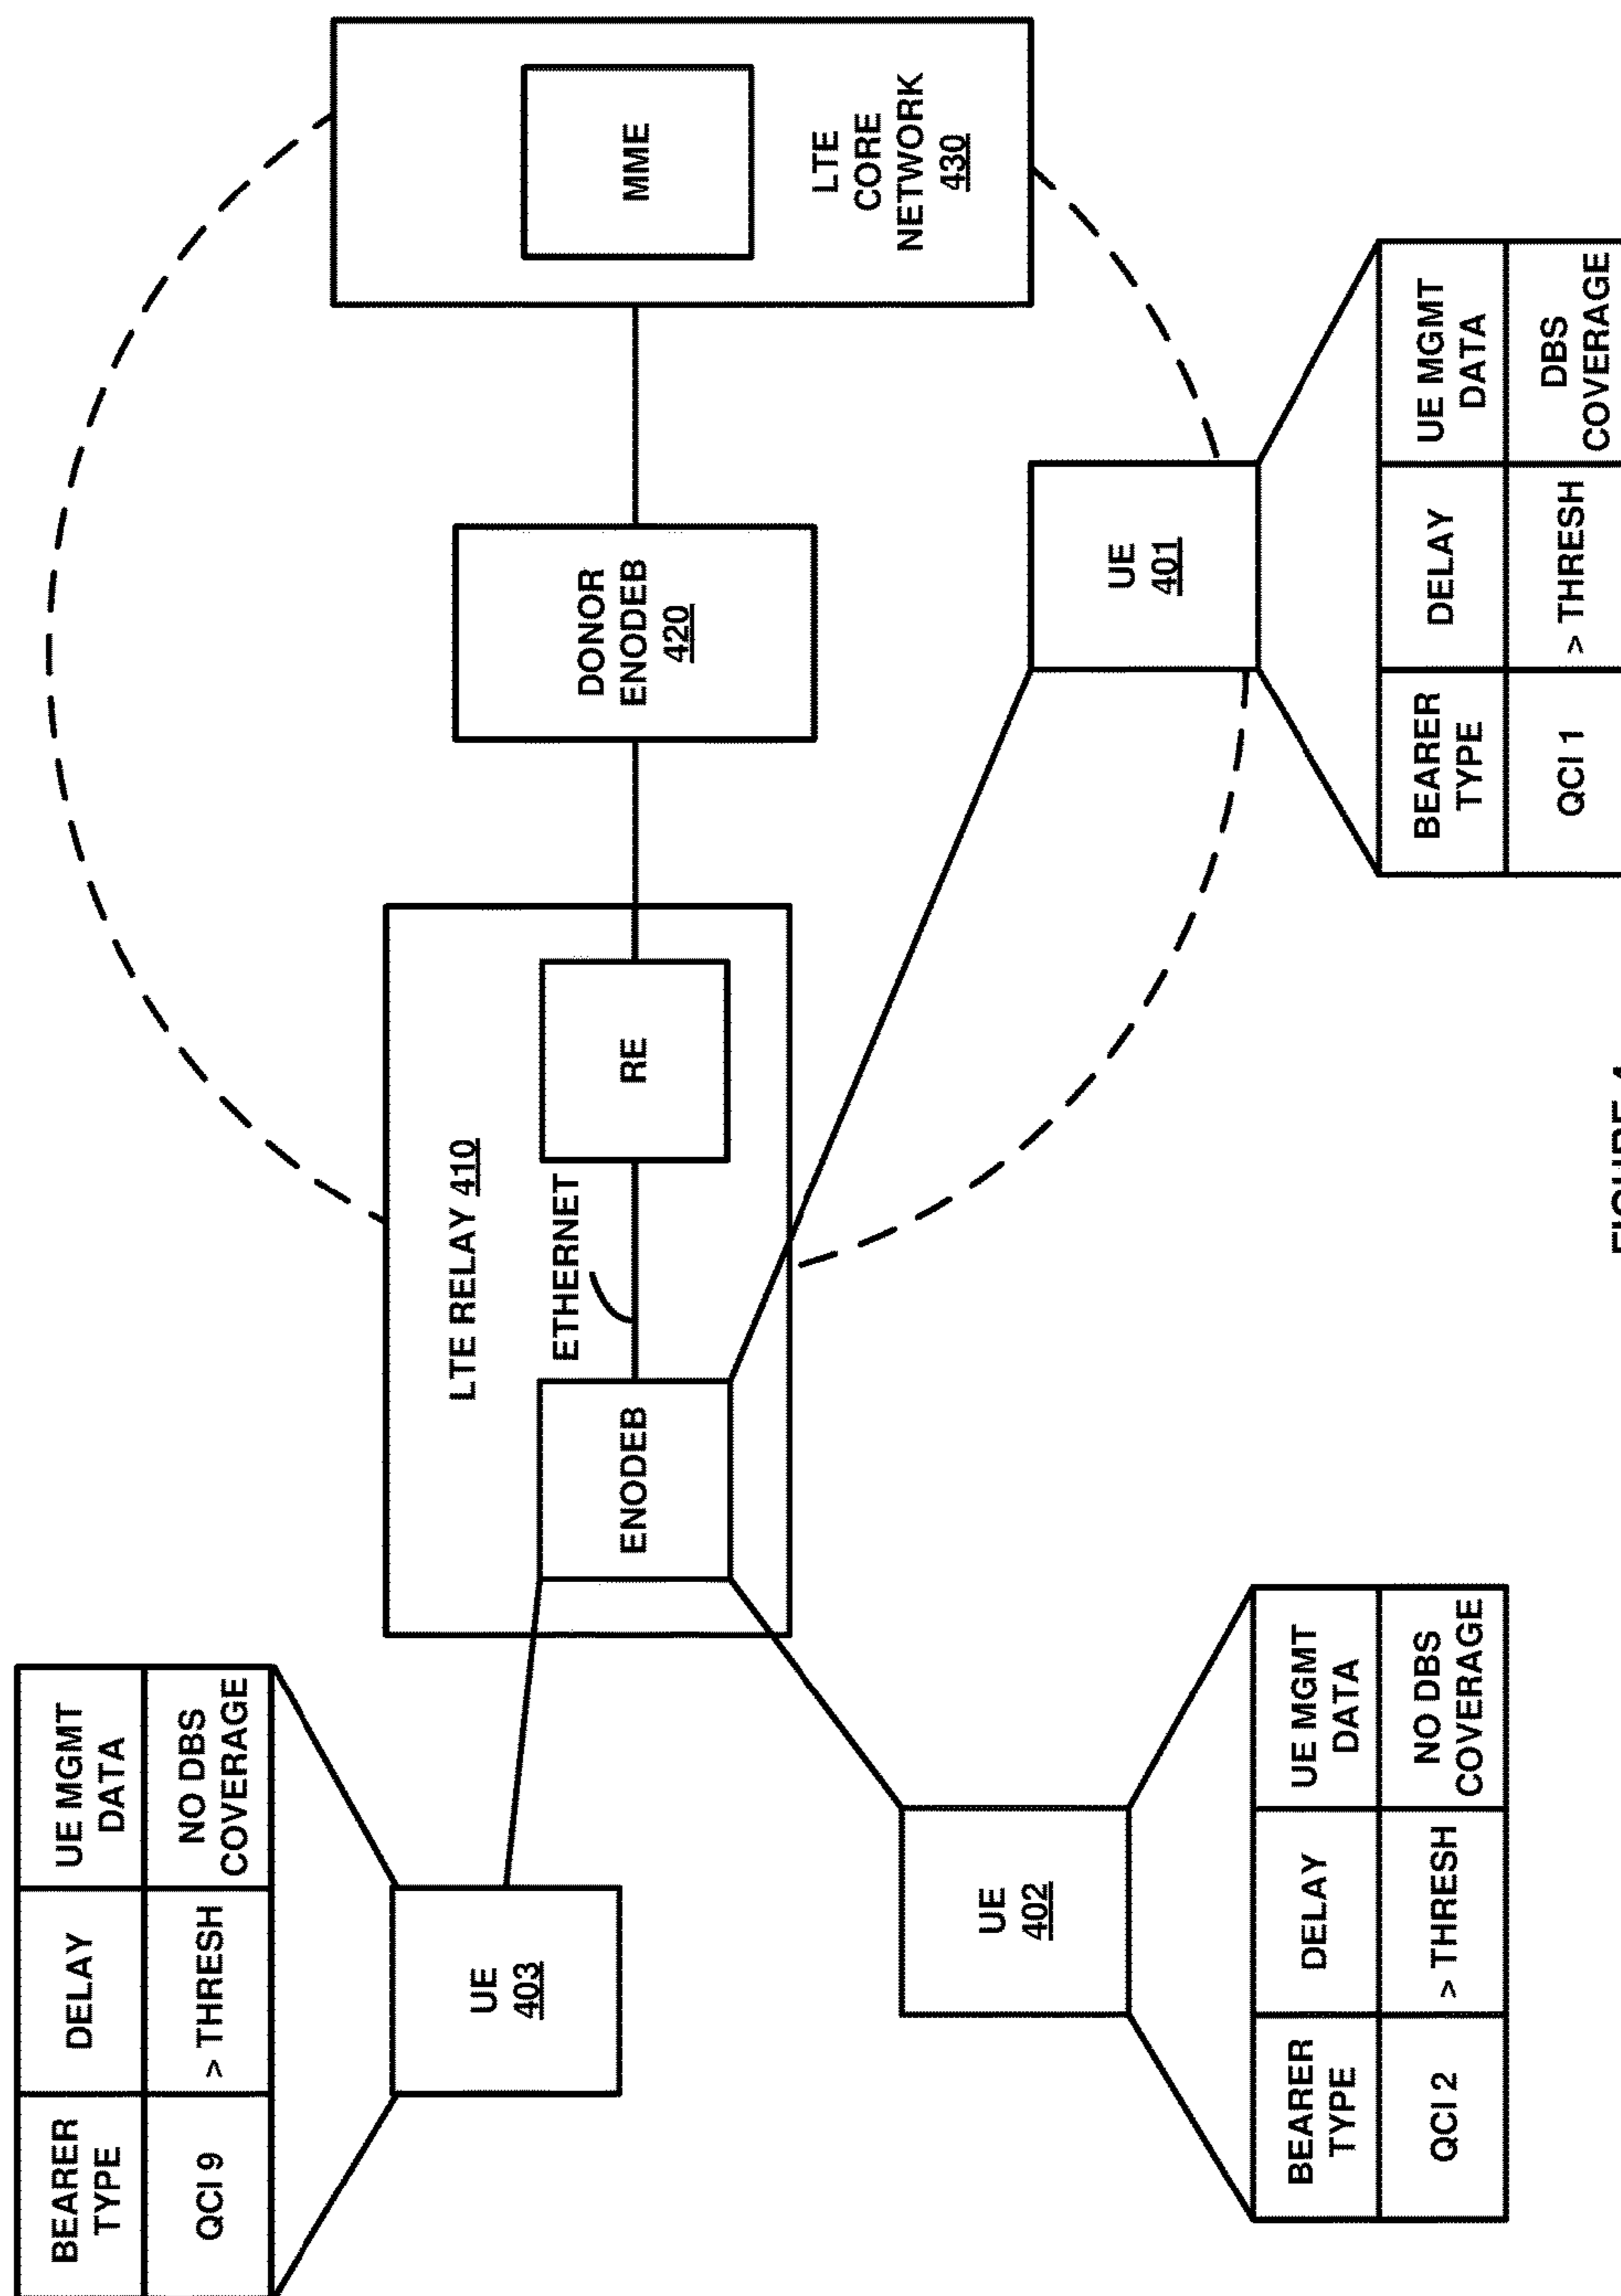 BEARER TYPE
DELAY
UE MGMT DATA
QCI 9
> THRESH
NO DBS COVERAGE
UE
403
LTE RELAY 410
ENODEB
ETHERNET
RE
DONOR
ENODEB
420
MME
LTE
CORE
NETWORK
430
UE
402
BEARER TYPE
DELAY
UE MGMT DATA
QCI 2
> THRESH
NO DBS COVERAGE
UE
401
BEARER TYPE
DELAY
UE MGMT DATA
QCI 1
> THRESH
DBS COVERAGE
FIGURE 4